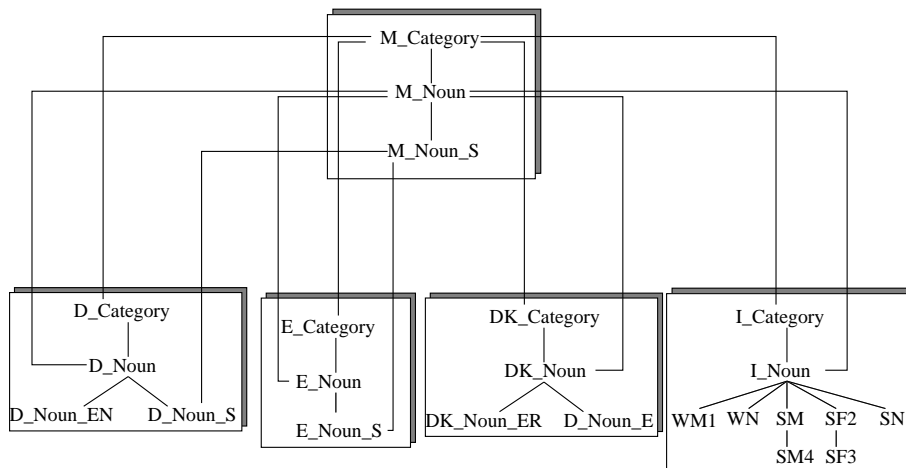 M_Category
M_Noun
M_Noun_S
D_Category
D_Noun
D_Noun_EN D_Noun_S
E_Category
E_Noun
E_Noun_S
DK_Category
DK_Noun
DK_Noun_ER D_Noun_E
I_Category
I_Noun
WM1 WN SM SF2 SN
SM4 SF3